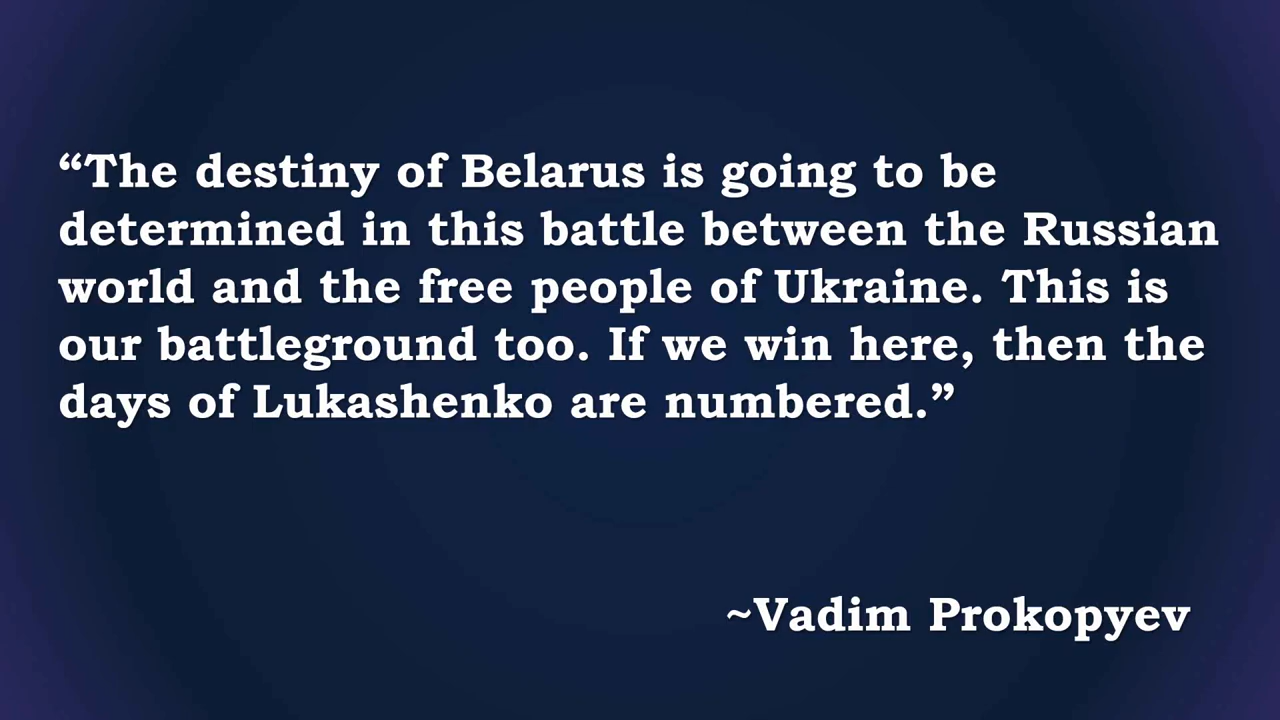 “The destiny of Belarus is going to be
determined in this battle between the Russian
world and the free people of Ukraine. This is
our battleground too. If we win here, then the
days of Lukashenko are numbered.”
~Vadim Prokopyev